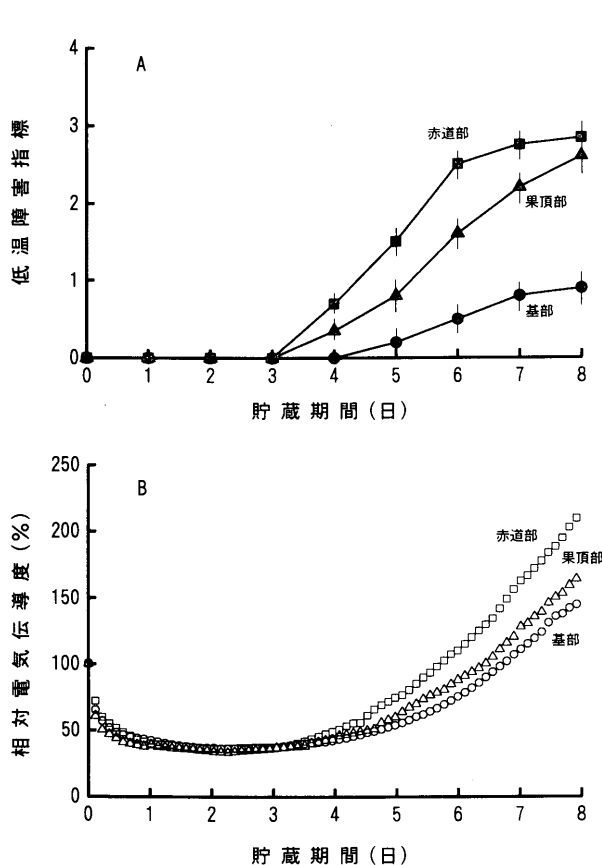 A
4
3
2
1
0
低温障害指標
赤道部
果頂部
基部
0 1 2 3 4 5 6 7 8
貯蔵期間(日)
B
250
200
150
100
50
0
相対電気伝導度(%)
赤道部
果頂部
基部
0 1 2 3 4 5 6 7 8
貯蔵期間(日)